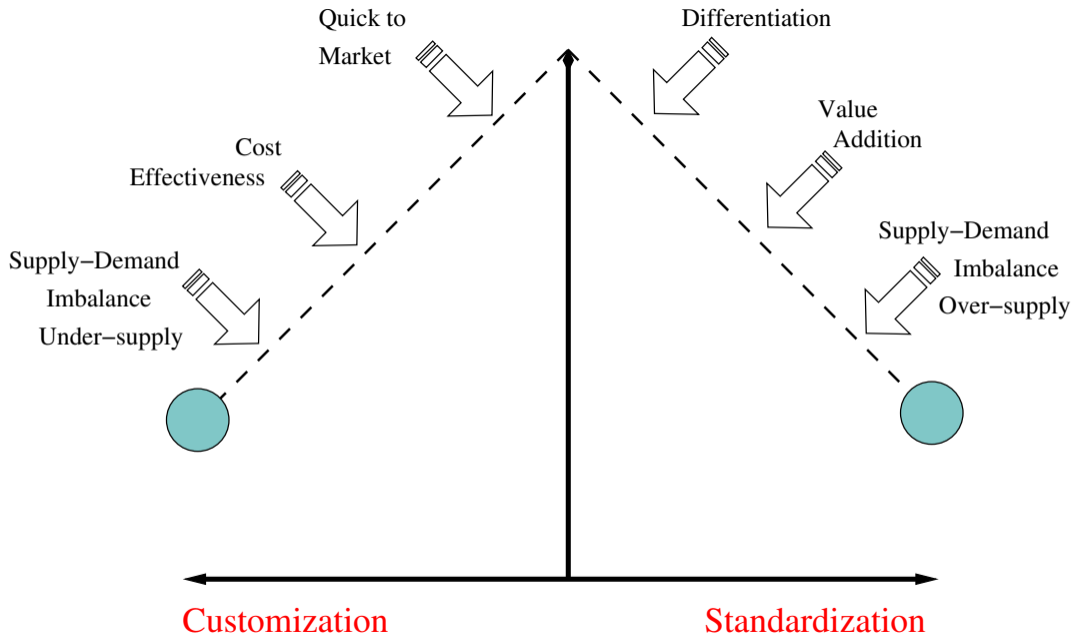 Quick to
Market
Differentiation
Value
Addition
Cost
Effectiveness
Supply−Demand
Imbalance
Under−supply
Supply−Demand
Imbalance
Over−supply
Customization
Standardization